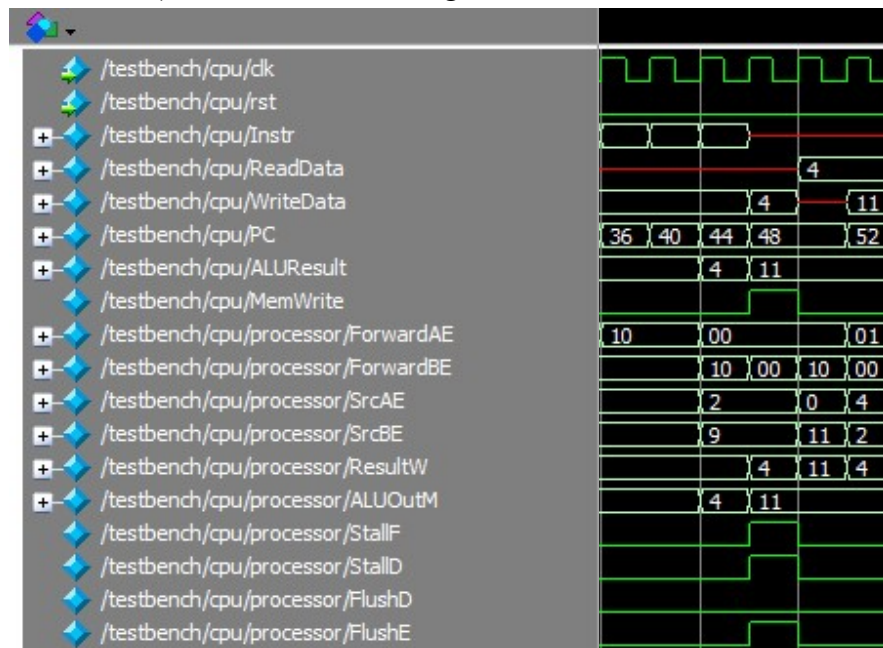 /testbench/cpu/clk
/testbench/cpu/rst
/testbench/cpu/Instr
/testbench/cpu/ReadData 4
/testbench/cpu/WriteData 4 11
/testbench/cpu/PC 36 40 44 48 52
/testbench/cpu/ALUResult 4 11
/testbench/cpu/MemWrite
/testbench/cpu/processor/ForwardAE 10 00 01
/testbench/cpu/processor/ForwardBE 10 00 10 00
/testbench/cpu/processor/SrcAE 2 0 4
/testbench/cpu/processor/SrcBE 9 11 2
/testbench/cpu/processor/ResultW 4 11 4
/testbench/cpu/processor/ALUOutM 4 11
/testbench/cpu/processor/StallF
/testbench/cpu/processor/StallD
/testbench/cpu/processor/FlushD
/testbench/cpu/processor/FlushE